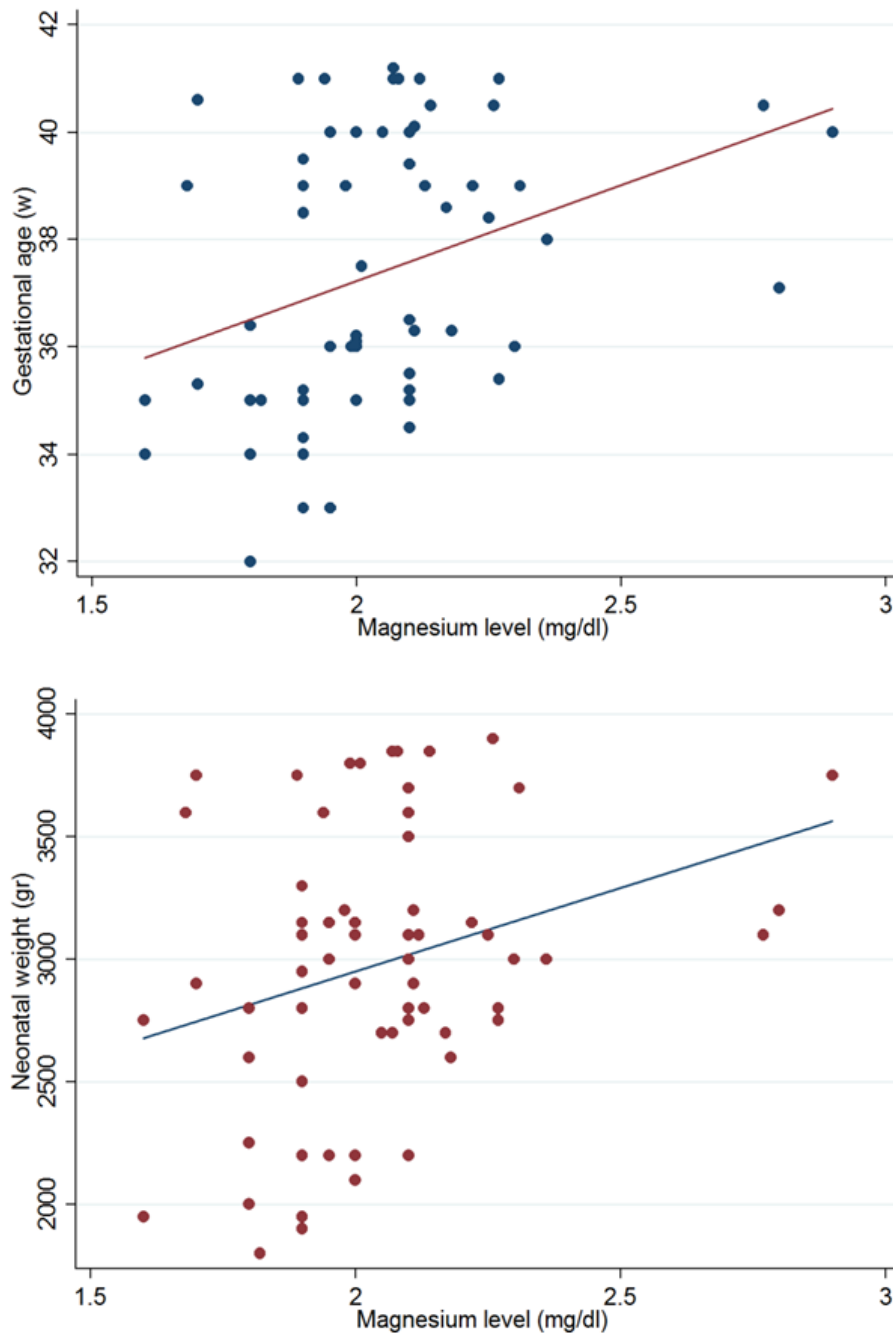 Gestational age (w)
42
40
38
36
34
32
1.5 2 2.5 3
Magnesium level (mg/dl)
Neonatal weight (gr)
4000
3500
3000
2500
2000
1.5 2 2.5 3
Magnesium level (mg/dl)